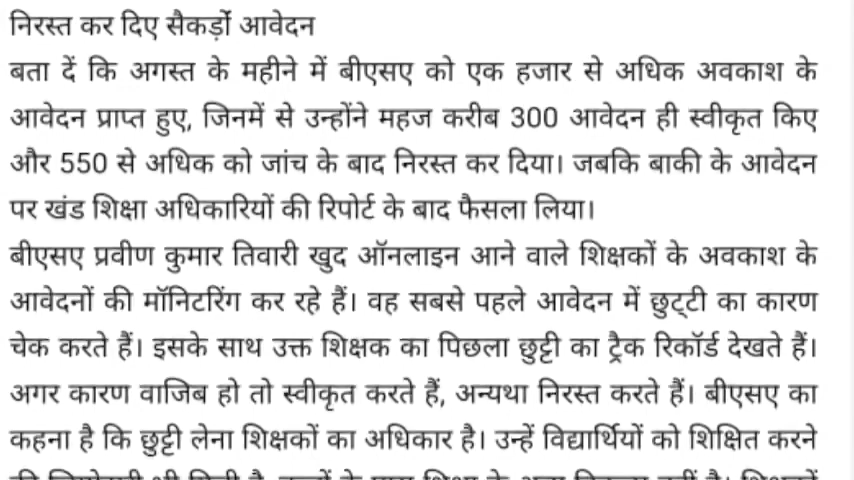 निरस्त कर दिए सैकड़ों आवेदन
बता दें कि अगस्त के महीने में बीएसए को एक हजार से अधिक अवकाश के
आवेदन प्राप्त हुए, जिनमें से उन्होंने महज करीब 300 आवेदन ही स्वीकृत किए
और 550 से अधिक को जांच के बाद निरस्त कर दिया। जबकि बाकी के आवेदन
पर खंड शिक्षा अधिकारियों की रिपोर्ट के बाद फैसला लिया।
बीएसए प्रवीण कुमार तिवारी खुद ऑनलाइन आने वाले शिक्षकों के अवकाश के
आवेदनों की मॉनिटरिंग कर रहे हैं। वह सबसे पहले आवेदन में छुट्‌टी का कारण
चेक करते हैं। इसके साथ उक्त शिक्षक का पिछला छुट्टी का ट्रैक रिकॉर्ड देखते हैं।
अगर कारण वाजिब हो तो स्वीकृत करते हैं, अन्यथा निरस्त करते हैं। बीएसए का
कहना है कि छुट्टी लेना शिक्षकों का अधिकार है। उन्हें विद्यार्थियों को शिक्षित करने